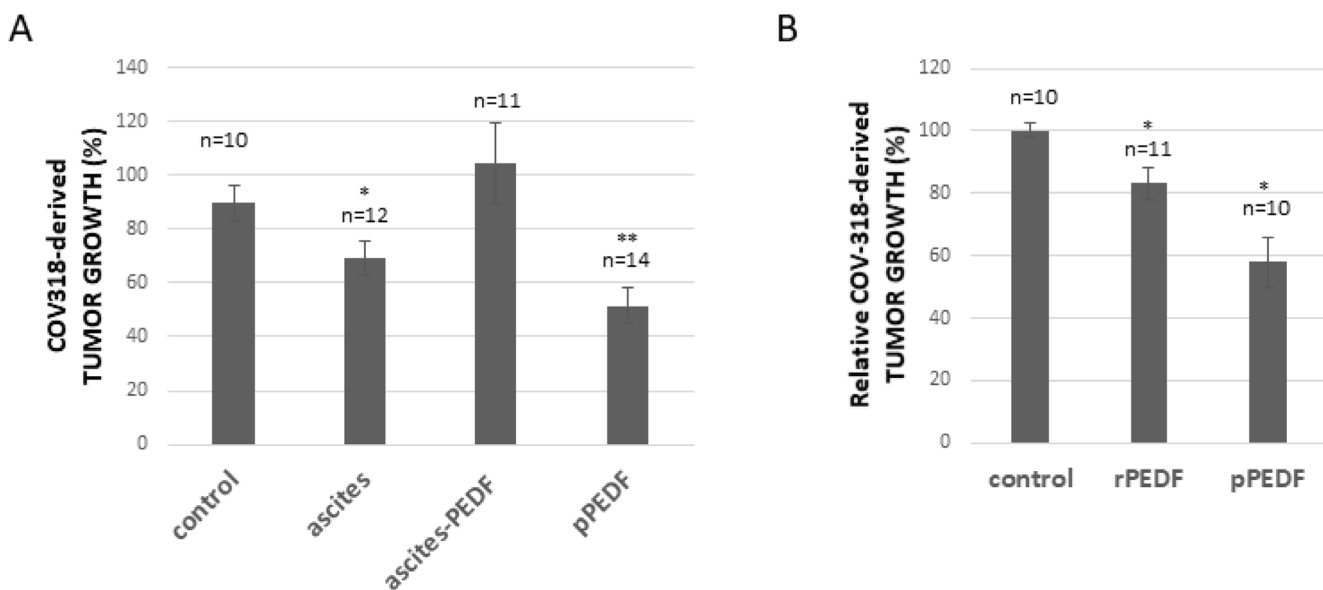 A
COV318-derived
TUMOR GROWTH (%)
140
120
100
80
60
40
20
0
n=10
*
n=12
n=11
**
n=14
control
ascites
ascites-PEDF
pPEDF
B
Relative COV-318-derived
TUMOR GROWTH (%)
120
100
80
60
40
20
0
n=10
*
n=11
*
n=10
control
rPEDF
pPEDF